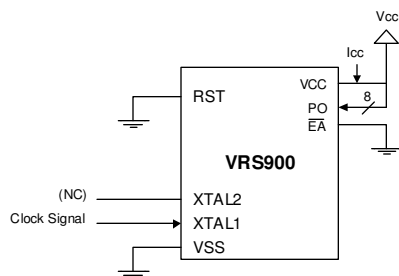 Vcc
Icc
VCC
8
RST
PO
EA
VRS900
(NC)
XTAL2
Clock Signal
XTAL1
VSS